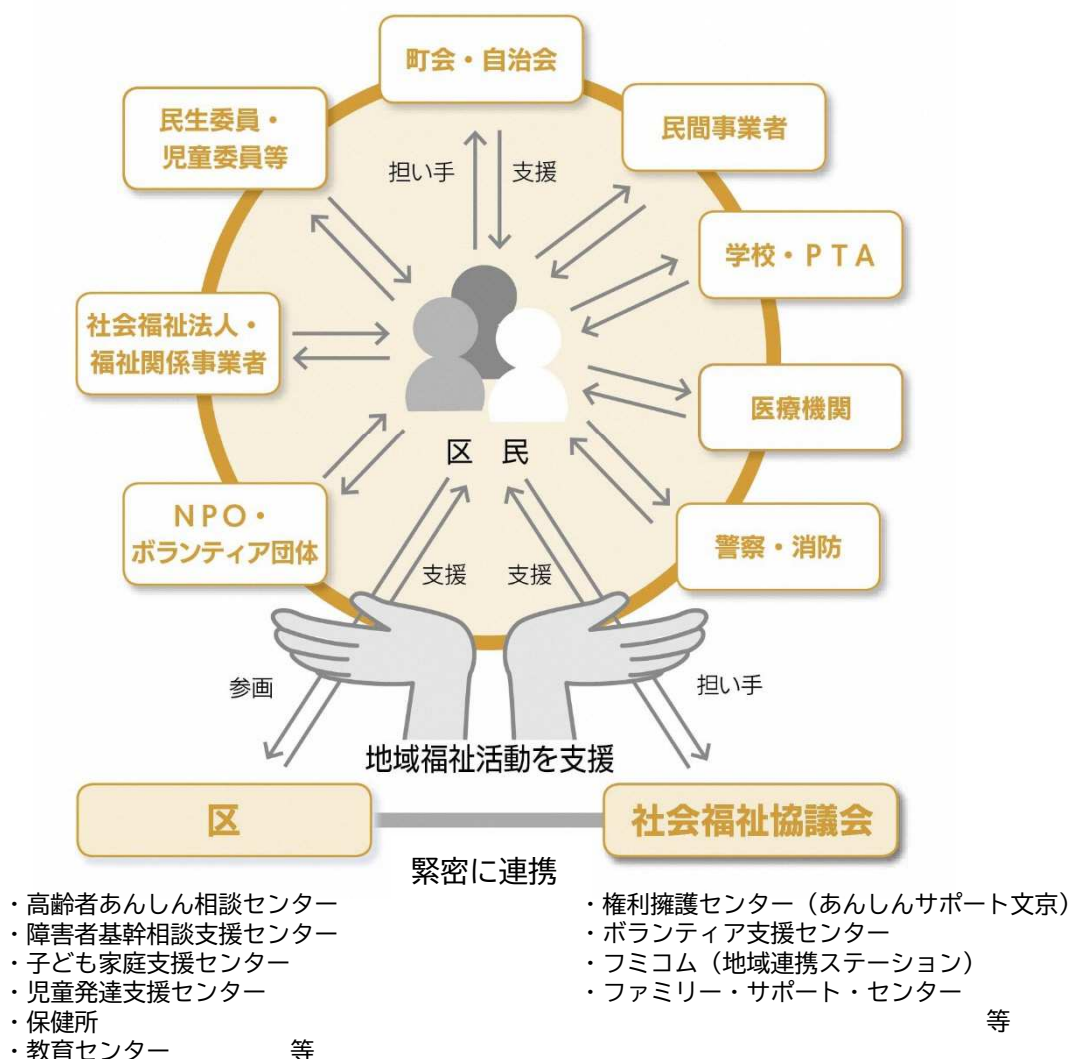 町会・自治会
民生委員・
児童委員等
民間事業者
担い手
支援
学校・ＰＴＡ
社会福祉法人・
福祉関係事業者
医療機関
区　民
ＮＰＯ・
ボランティア団体
警察・消防
支援
支援
参画
担い手
地域福祉活動を支援
区
社会福祉協議会
緊密に連携
・高齢者あんしん相談センター
・障害者基幹相談支援センター
・子ども家庭支援センター
・児童発達支援センター
・保健所
・教育センター　　　　　等
・権利擁護センター（あんしんサポート文京）
・ボランティア支援センター
・フミコム（地域連携ステーション）
・ファミリー・サポート・センター
等